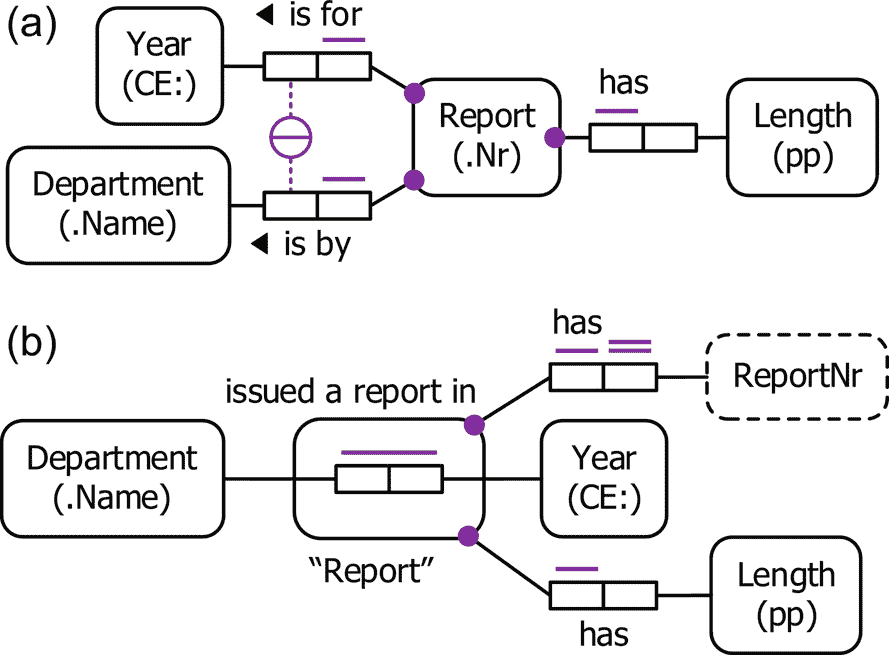 (a)
◄ is for
Year
(CE:)
Report
(.Nr)
has
Length
(pp)
Department
(.Name)
◄ is by
(b)
has
ReportNr
issued a report in
Department
(.Name)
Year
(CE:)
"Report"
Length
(pp)
has